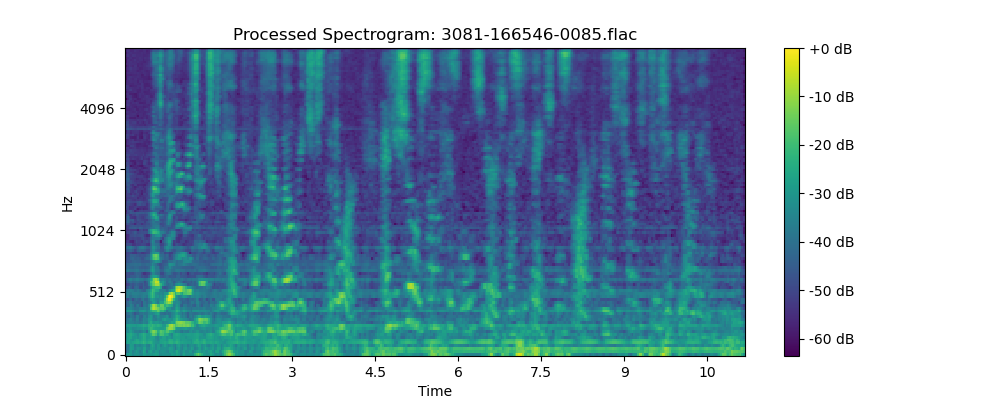 Processed Spectrogram: 3081-166546-0085.flac
Hz
4096
2048
1024
512
0
0 1.5 3 4.5 6 7.5 9 10
Time
+0 dB
-10 dB
-20 dB
-30 dB
-40 dB
-50 dB
-60 dB